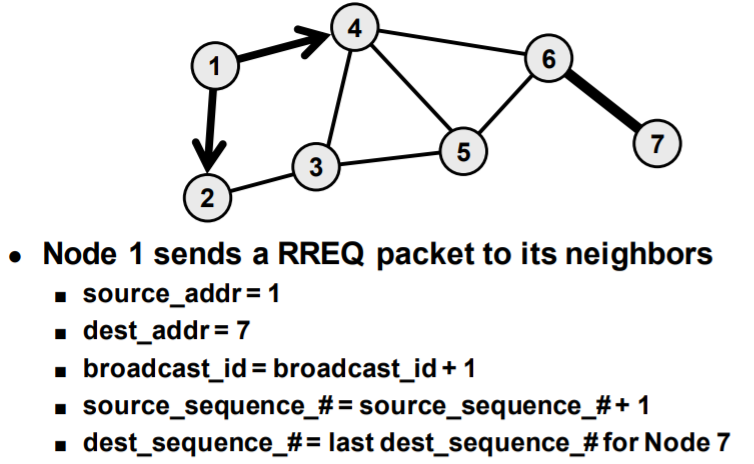 4
1
6
7
5
3
2
• Node 1 sends a RREQ packet to its neighbors
▪ source_addr = 1
▪ dest_addr = 7
▪ broadcast_id = broadcast_id + 1
▪ source_sequence_# = source_sequence_# + 1
▪ dest_sequence_# = last dest_sequence_# for Node 7